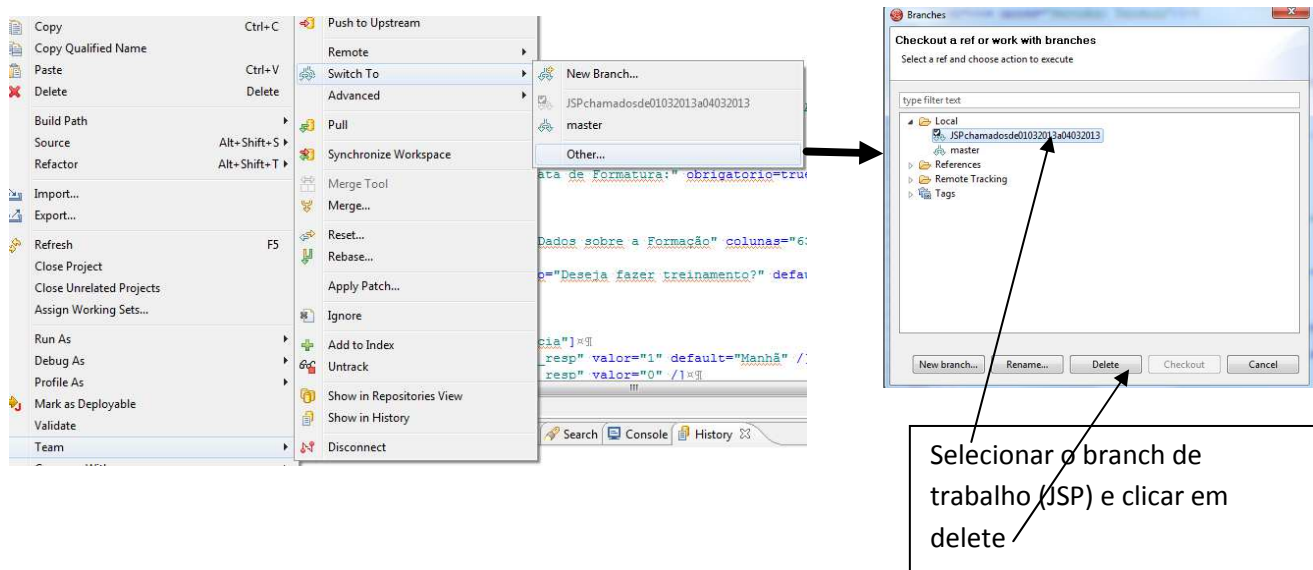 Copy Ctrl+C
Copy Qualified Name
Paste Ctrl+V
Delete Delete
Build Path
Source Alt+Shift+S
Refactor Alt+Shift+T
Import...
Export...
Refresh F5
Close Project
Close Unrelated Projects
Assign Working Sets...
Run As
Debug As
Profile As
Mark as Deployable
Validate
Team
Push to Upstream
Remote
Switch To
Advanced
Pull
Synchronize Workspace
Merge Tool
Merge...
Reset...
Rebase...
Apply Patch...
Ignore
Add to Index
Untrack
Show in Repositories View
Show in History
Disconnect
New Branch...
JSPchamadosde01032013a04032013
master
Other...
ata de Formatura:" obrigatorio=true
Dados sobre a Formação" colunas="6
="Deseja fazer treinamento?" defau
cia"]¤¶
_resp" valor="1" default="Manhã" /]
_resp" valor="0" /]¤¶
Search Console History
Branches
Checkout a ref or work with branches
Select a ref and choose action to execute
type filter text
Local
JSPchamadosde01032013a04032013
master
References
Remote Tracking
Tags
New branch... Rename... Delete Checkout Cancel
Selecionar o branch de
trabalho (JSP) e clicar em
delete